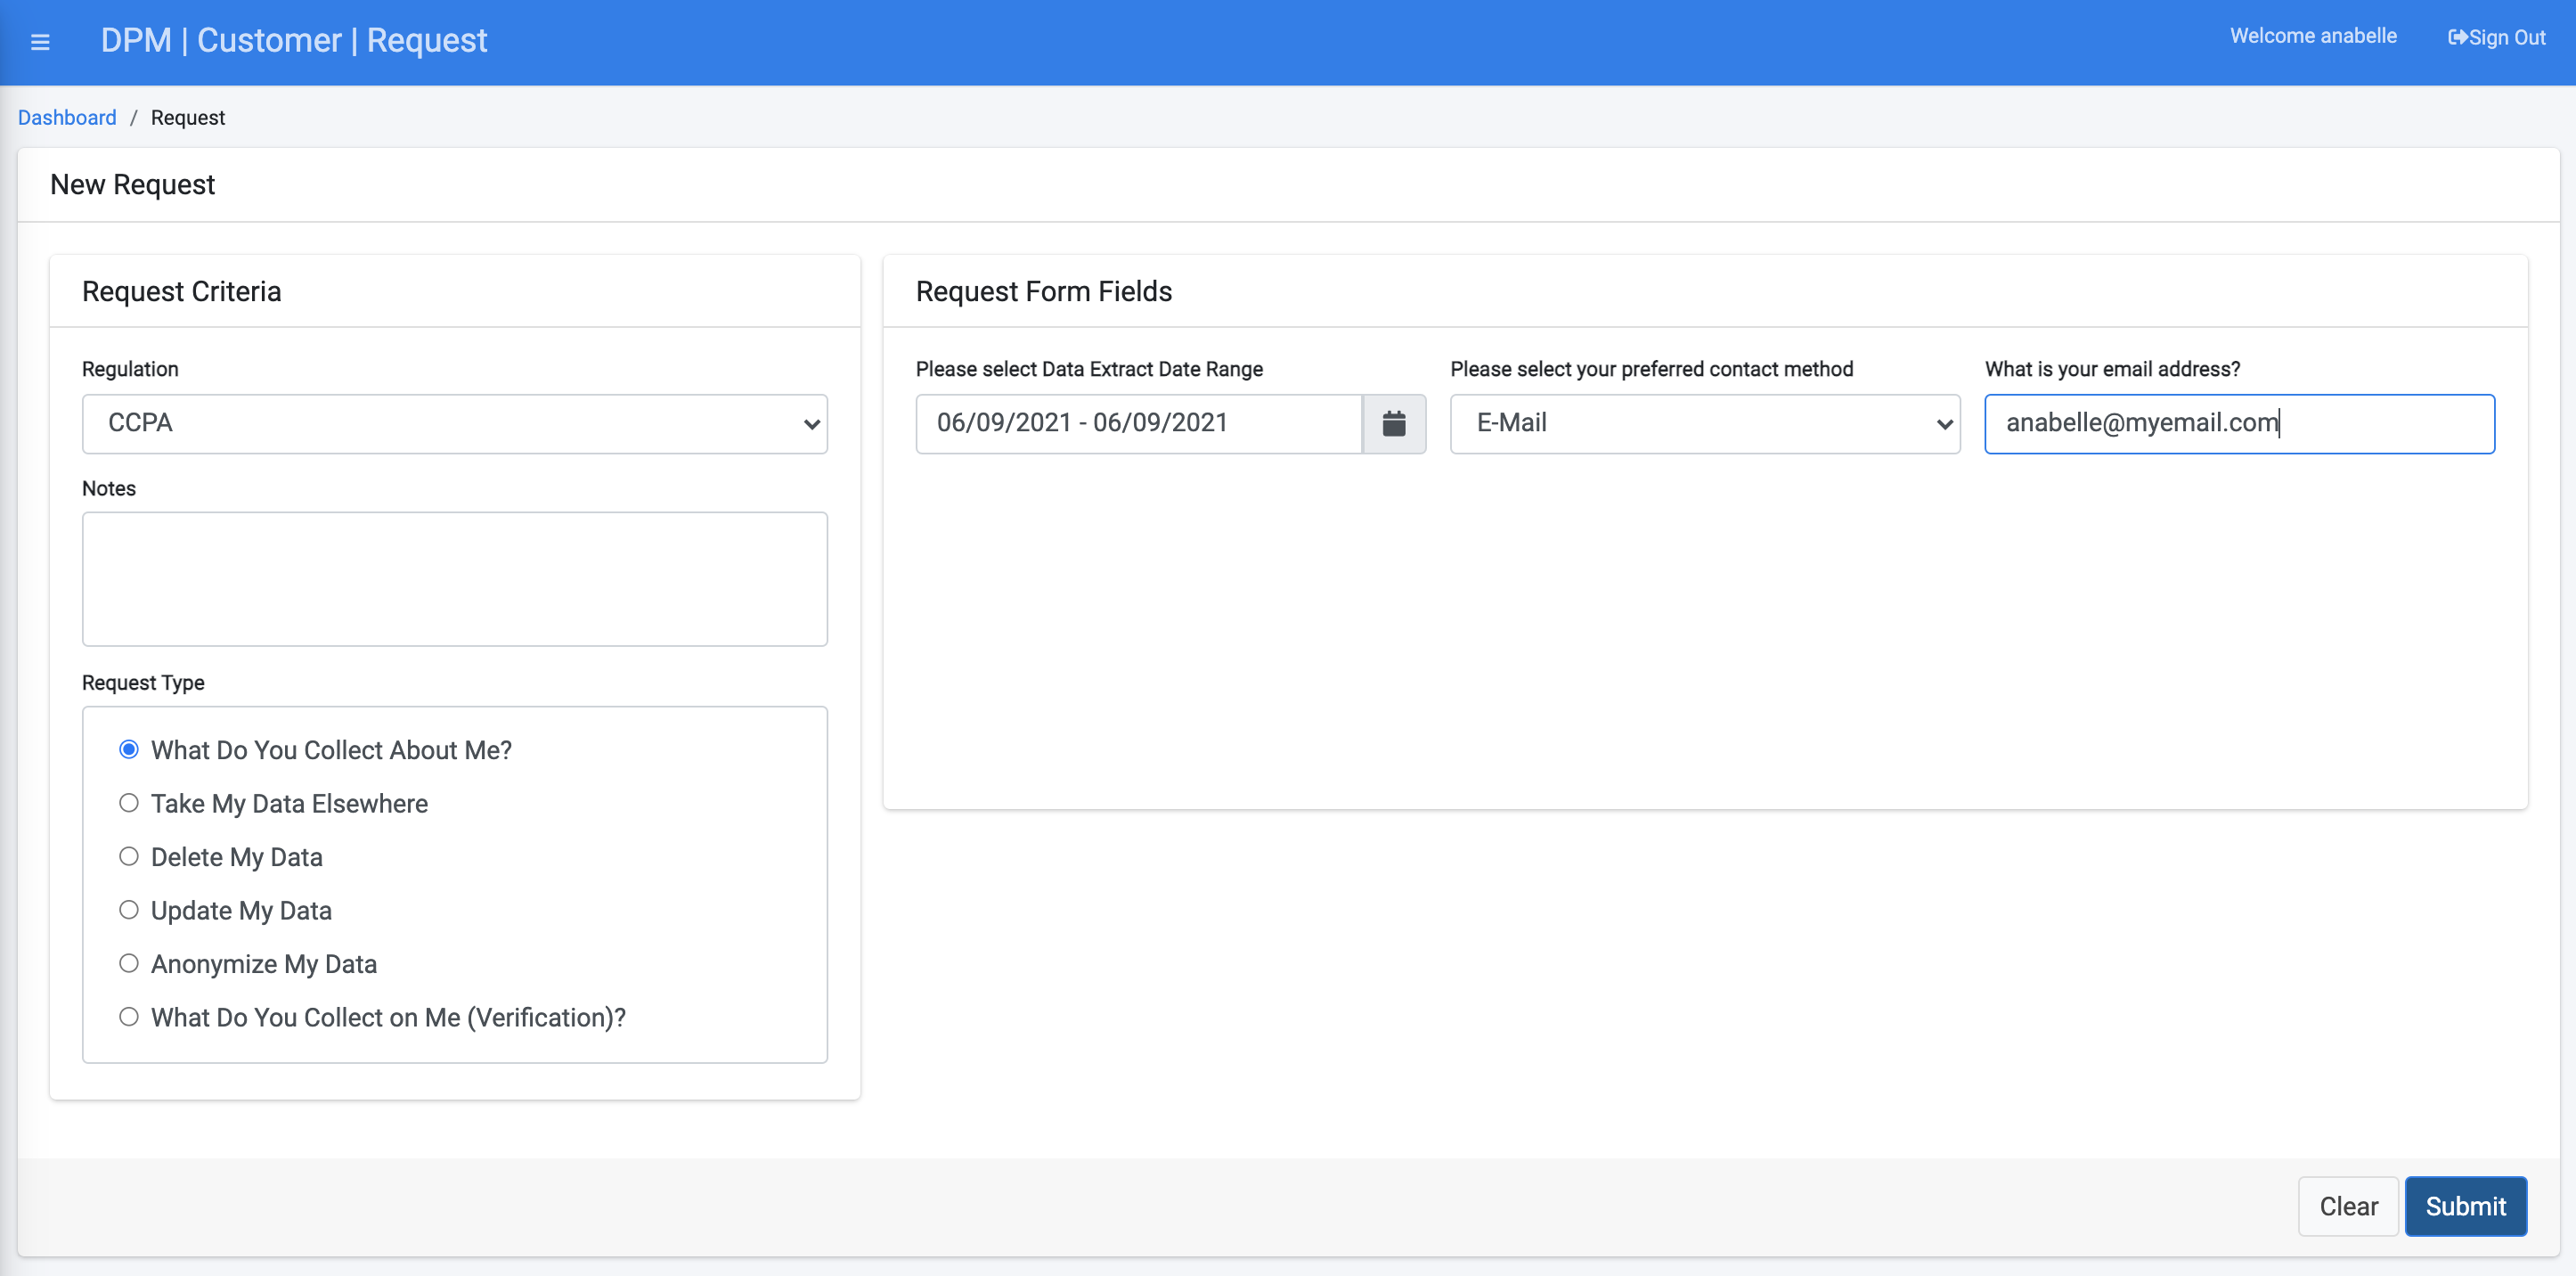 DPM | Customer | Request
Welcome anabelle
Sign Out
Dashboard / Request
New Request
Request Criteria
Regulation
CCPA
Notes
Request Type
What Do You Collect About Me?
Take My Data Elsewhere
Delete My Data
Update My Data
Anonymize My Data
What Do You Collect on Me (Verification)?
Request Form Fields
Please select Data Extract Date Range
06/09/2021 - 06/09/2021
Please select your preferred contact method
E-Mail
What is your email address?
anabelle@myemail.com
Clear
Submit